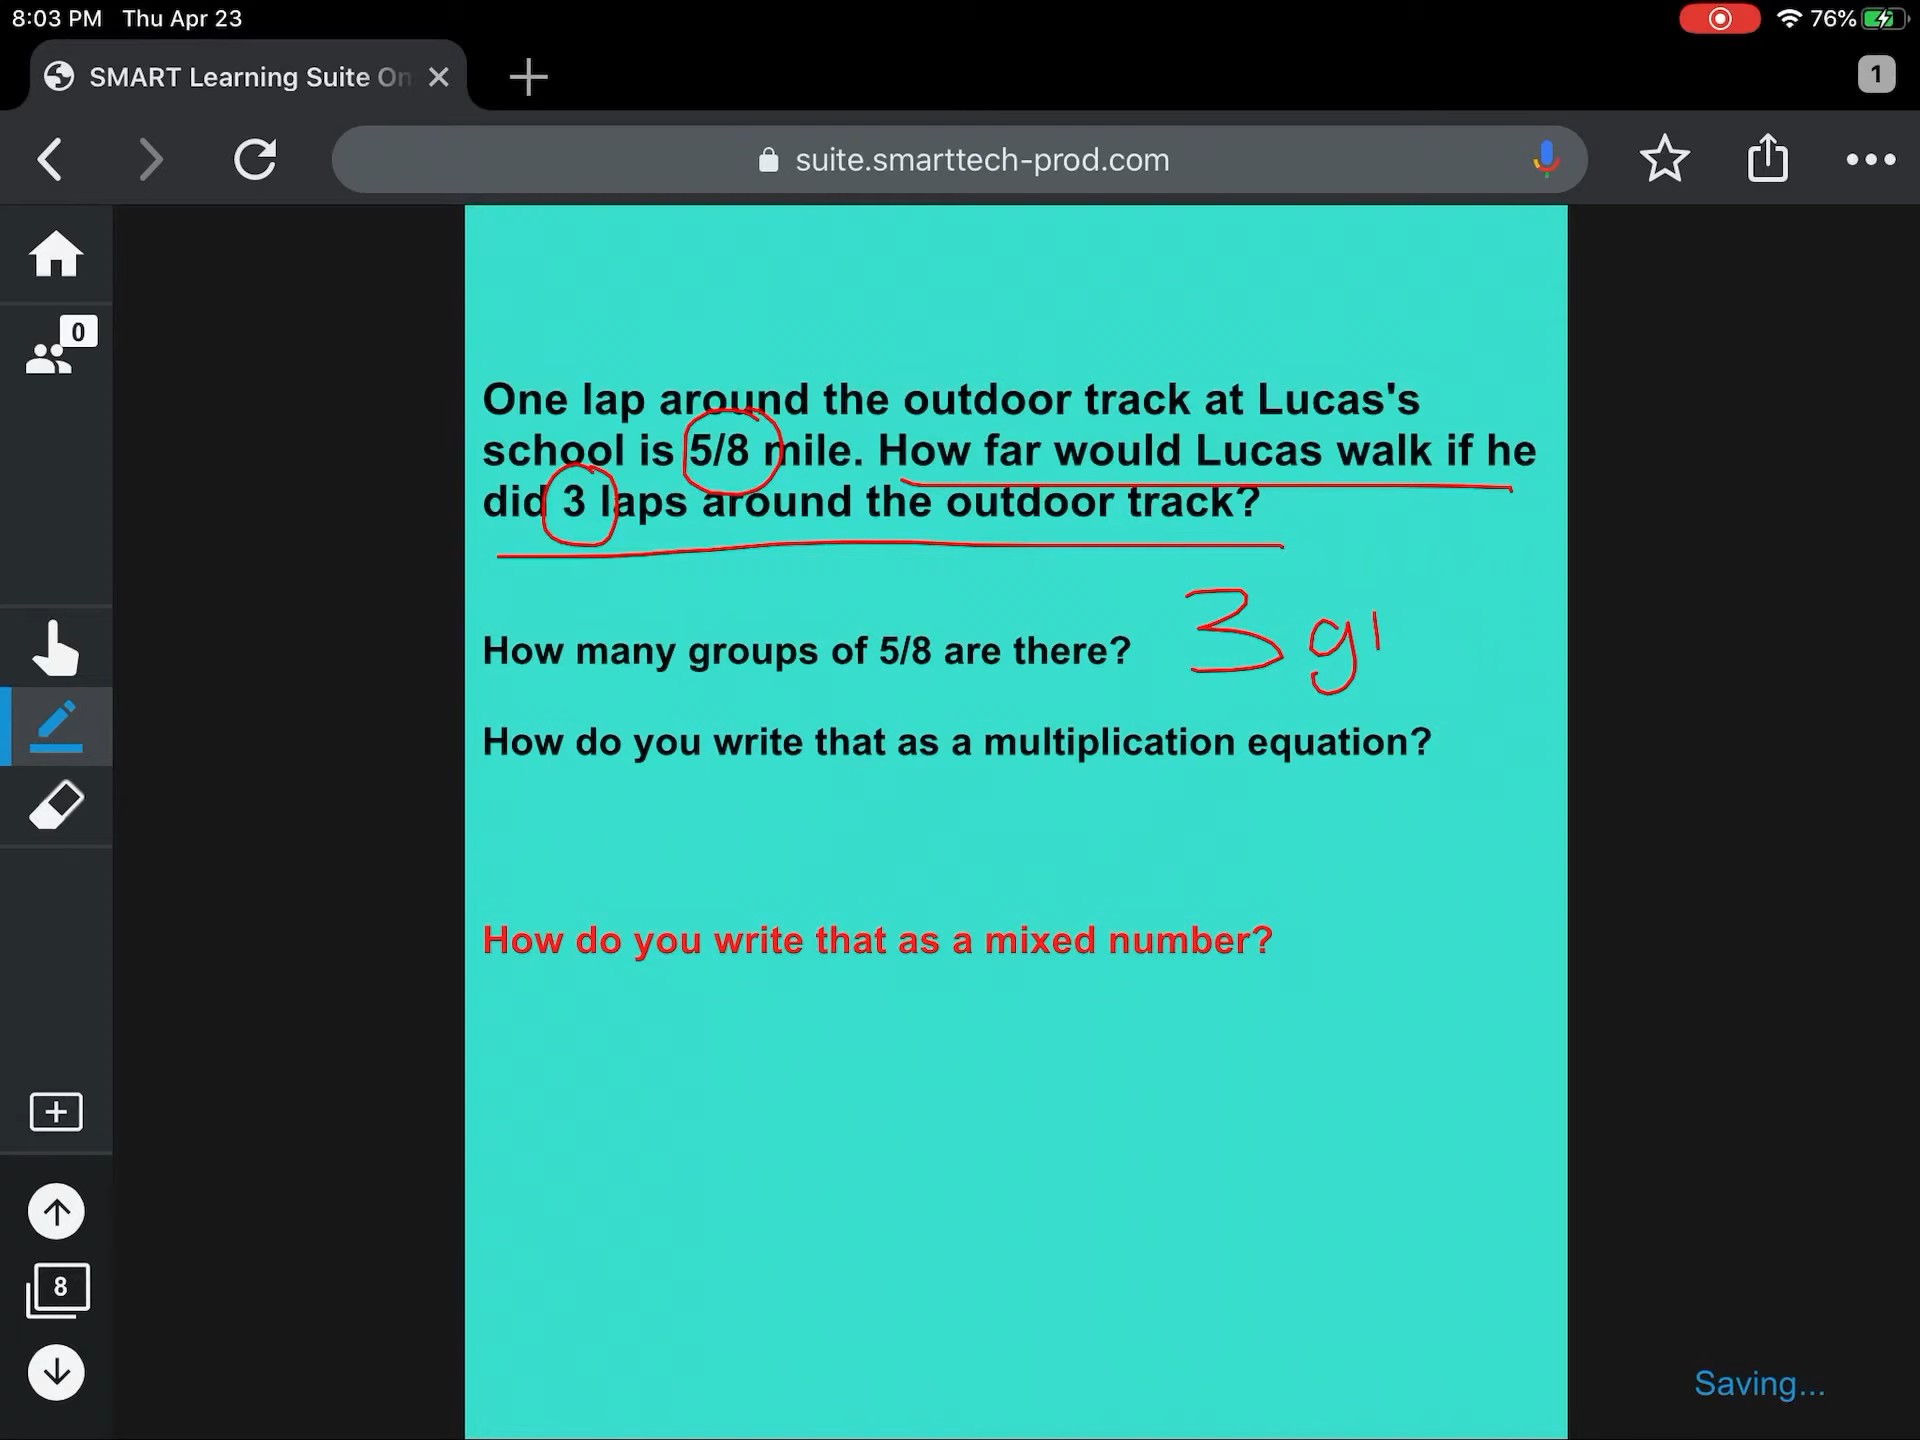 8:03 PM Thu Apr 23
76%
SMART Learning Suite On
1
suite.smarttech-prod.com
0
One lap around the outdoor track at Lucas's
school is 5/8 mile. How far would Lucas walk if he
did 3 laps around the outdoor track?
How many groups of 5/8 are there? 3 gr
How do you write that as a multiplication equation?
How do you write that as a mixed number?
8
Saving...